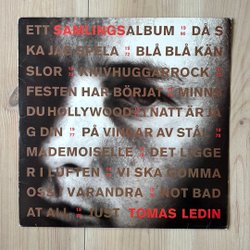 ETT SAMLINGSALBUM DÅ S
KA JAG SPELA BLÅ BLÅ KÄN
SLOR KNIVHUGGARROCK
FESTEN HAR BÖRJAT MINNS
DU HOLLYWOOD I NATT ÄR JA
G DIN 1977 PÅ VINGAR AV STÅL
MADEMOISELLE DET LIGGE
R I LUFTEN VI SKA KOMMA
OSS VARANDRA NOT BAD
AT ALL JUST TOMAS LEDIN